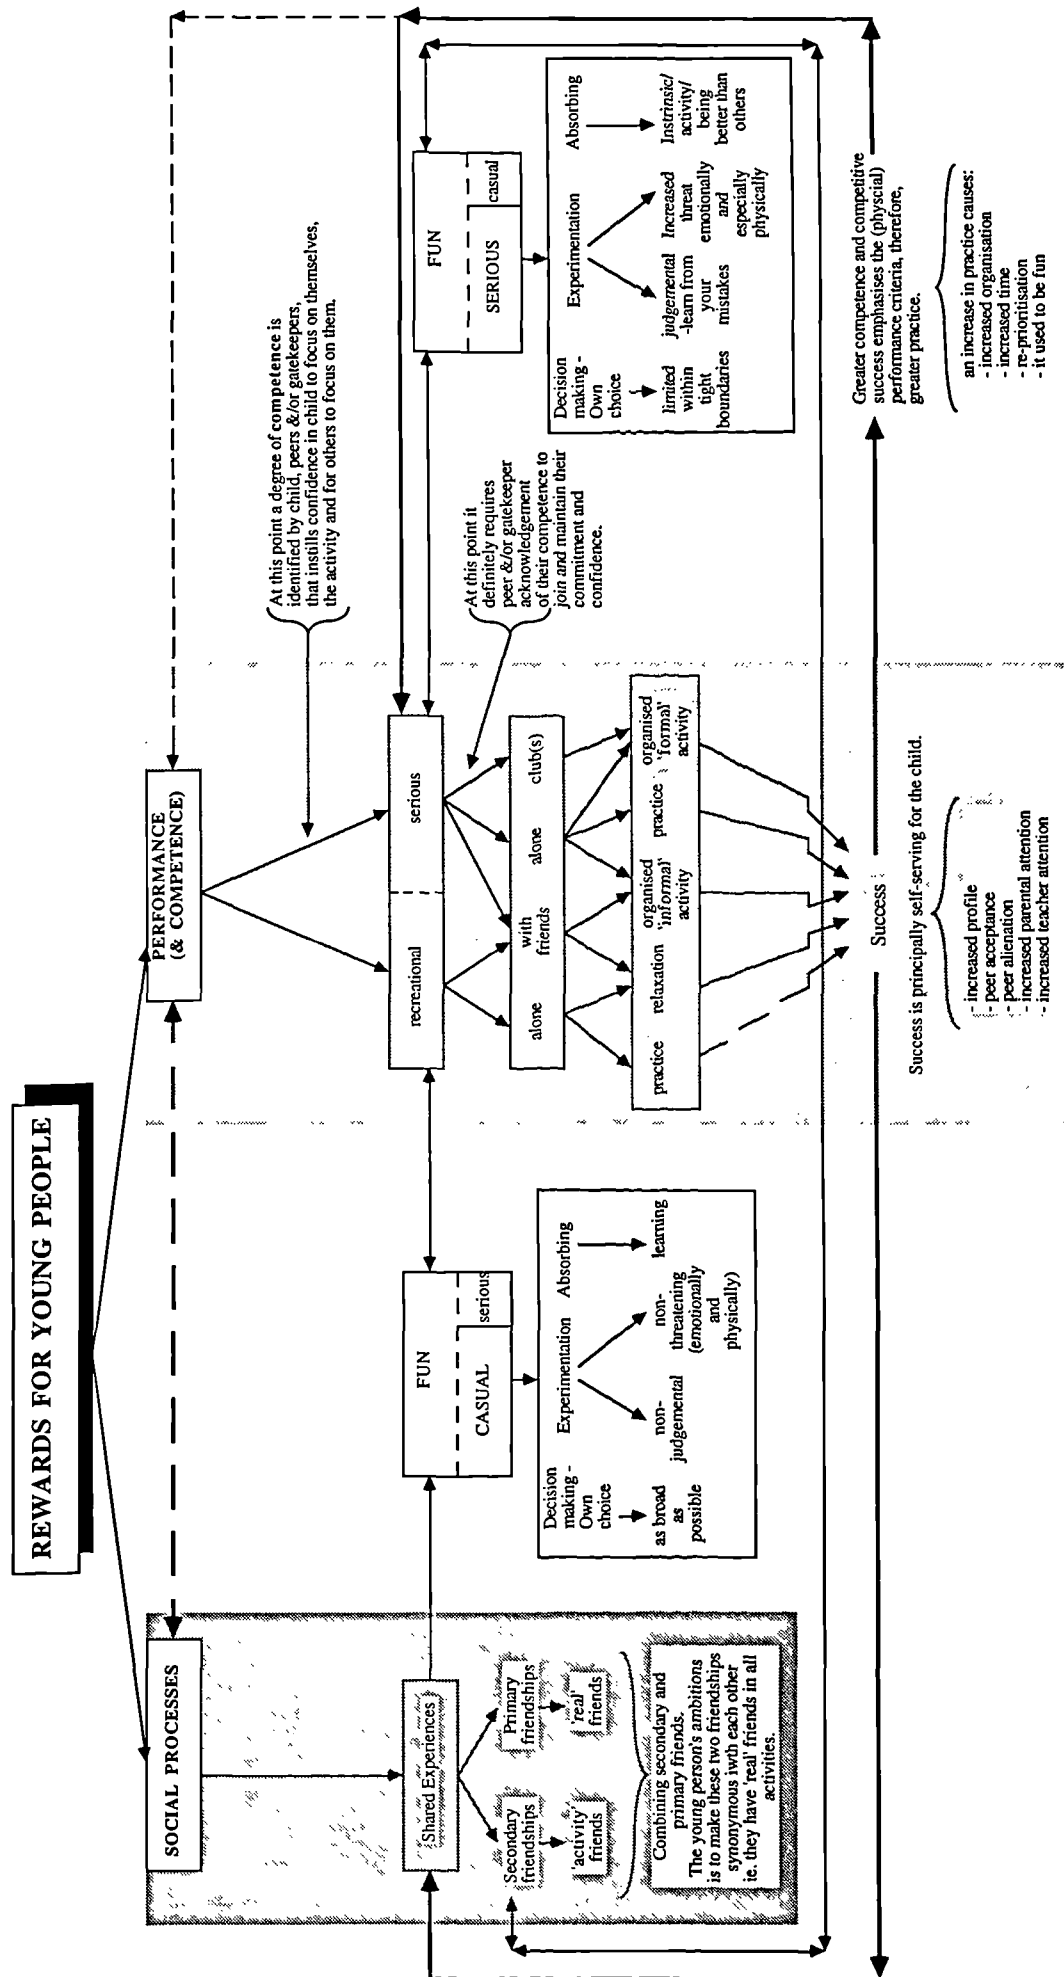 REWARDS FOR YOUNG PEOPLE
SOCIAL PROCESSES
PERFORMANCE
(& COMPETENCE)
At this point a degree of competence is
identified by child, peers &/or gatekeepers,
that instills confidence in child to focus on themselves,
the activity and for others to focus on them.
Shared Experiences
Secondary
friendships
Primary
friendships
'activity'
friends
'real'
friends
Combining secondary and
primary friends.
The young person's ambitions
is to make these two friendships
synonymous iwth each other
ie. they have 'real' friends in all
activities.
FUN
CASUAL
serious
Decision
making -
Own
choice
as broad
as
possible
Experimentation
non-
judgemental
non-
threatening
(emotionally
and
physically)
Absorbing
learning
recreational
serious
At this point it
definitely requires
peer &/or gatekeeper
acknowledgement
of their competence to
join and maintain their
commitment and
confidence.
alone
with
friends
alone
club(s)
practice
relaxation
organised
'informal'
activity
practice
organised
'formal'
activity
FUN
SERIOUS
casual
Decision
making -
Own
choice
limited
within
tight
boundaries
Experimentation
judgemental
-learn from
your
mistakes
Increased
threat
emotionally
and
especially
physically
Absorbing
Instrinsic/
activity/
being
better than
others
Success
Success is principally self-serving for the child.
- increased profile
- peer acceptance
- peer alienation
- increased parental attention
- increased teacher attention
Greater competence and competitive
success emphasises the (physcial)
performance criteria, therefore,
greater practice.
an increase in practice causes:
- increased organisation
- increased time
- re-prioritisation
- it used to be fun